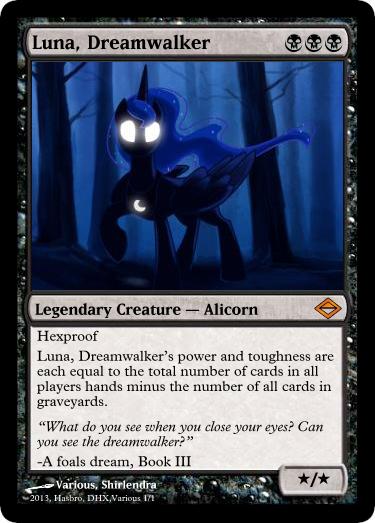 Luna, Dreamwalker
Legendary Creature — Alicorn
Hexproof
Luna, Dreamwalker's power and toughness are
each equal to the total number of cards in all
players hands minus the number of all cards in
graveyards.
“What do you see when you close your eyes? Can
you see the dreamwalker?”
-A foals dream, Book III
★/★
Various, Shirlendra
2013, Hasbro, DHX,Various 1/1